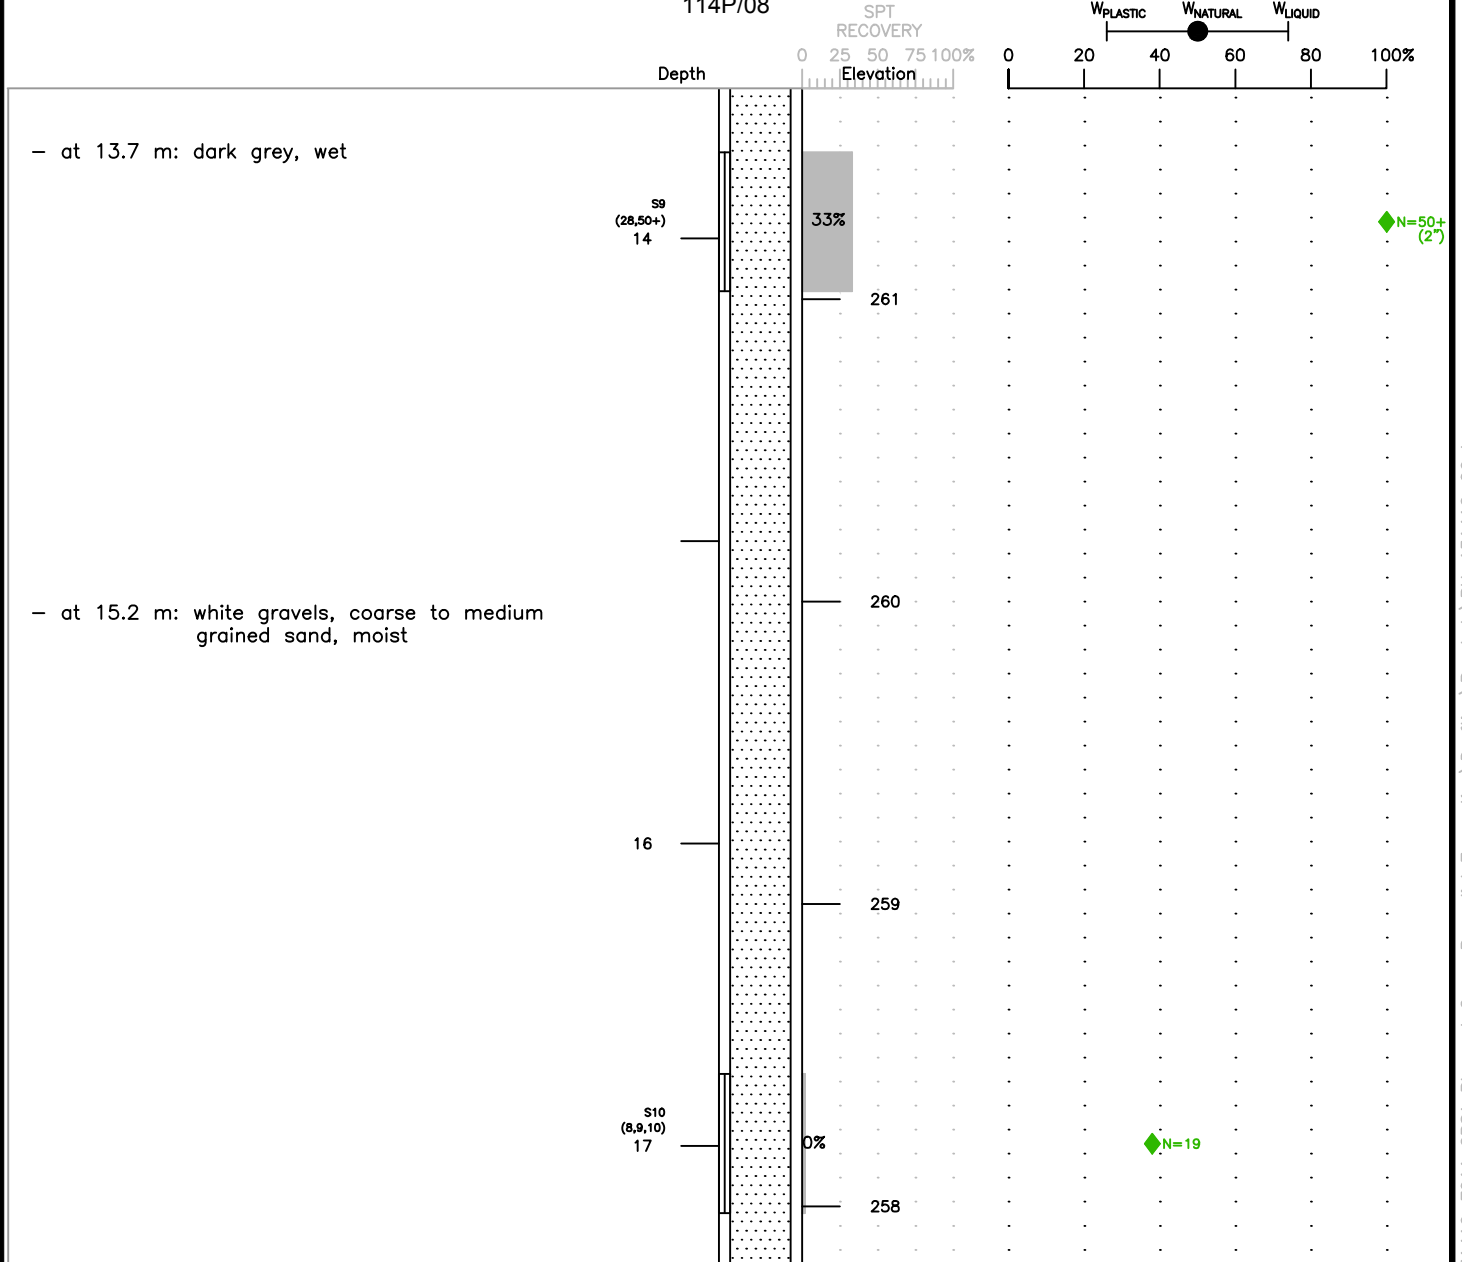 114P/08
SPT
RECOVERY
0 25 50 75 100%
Depth
Elevation
WPLASTIC WNATURAL WLIQUID
0 20 40 60 80 100%
– at 13.7 m: dark grey, wet
S9
(28,50+)
14
33%
N=50+
(2")
261
260
– at 15.2 m: white gravels, coarse to medium
grained sand, moist
16
259
S10
(8,9,10)
17
0%
N=19
258